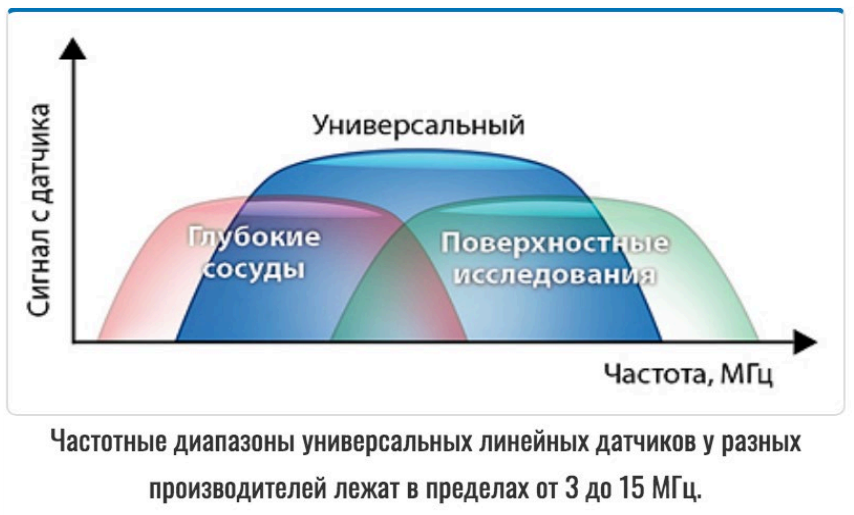 Сигнал с датчика
Универсальный
Глубокие
сосуды
Поверхностные
исследования
Частота, МГц
Частотные диапазоны универсальных линейных датчиков у разных
производителей лежат в пределах от 3 до 15 МГц.